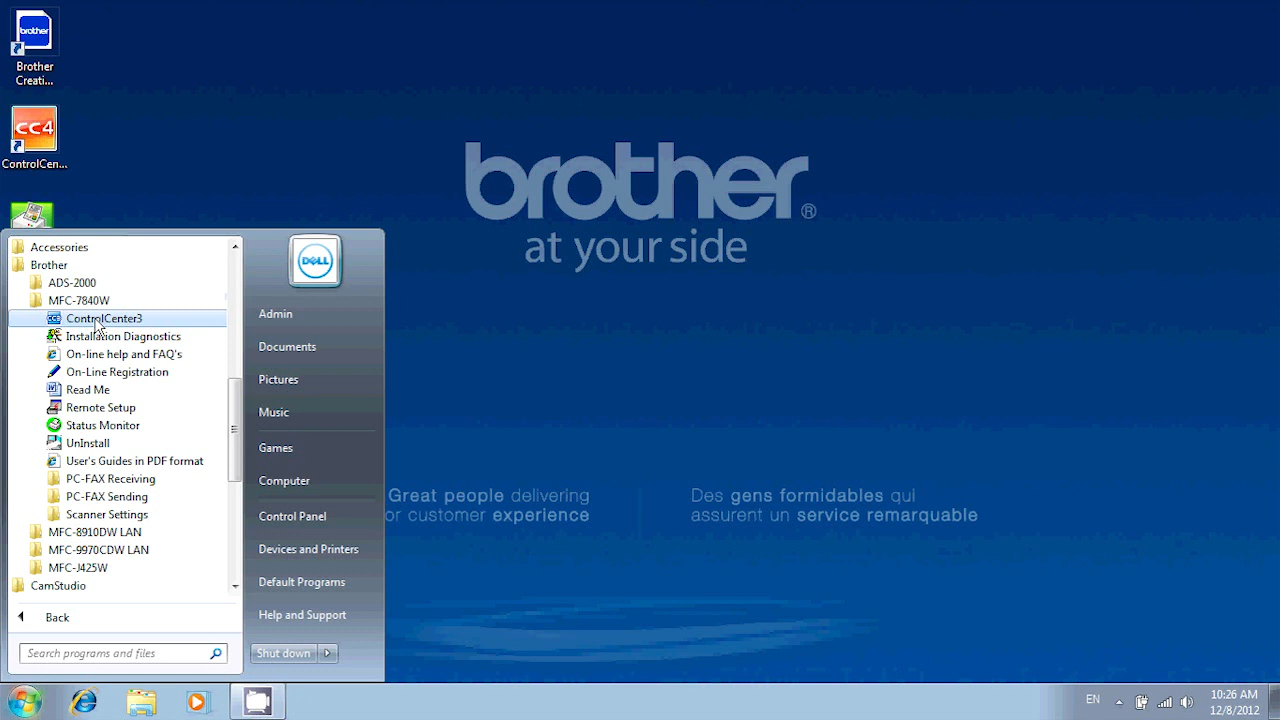 brother
Brother
Creati...
CC4
ControlCen...
brother®
at your side
Accessories
Brother
ADS-2000
MFC-7840W
ControlCenter3
Installation Diagnostics
On-line help and FAQ's
On-Line Registration
Read Me
Remote Setup
Status Monitor
UnInstall
User's Guides in PDF format
PC-FAX Receiving
PC-FAX Sending
Scanner Settings
MFC-8910DW LAN
MFC-9970CDW LAN
MFC-J425W
CamStudio
Back
Search programs and files
DELL
Admin
Documents
Pictures
Music
Games
Computer
Control Panel
Devices and Printers
Default Programs
Help and Support
Shut down
Great people delivering
or customer experience
Des gens formidables qui
assurent un service remarquable
EN
10:26 AM
12/8/2012